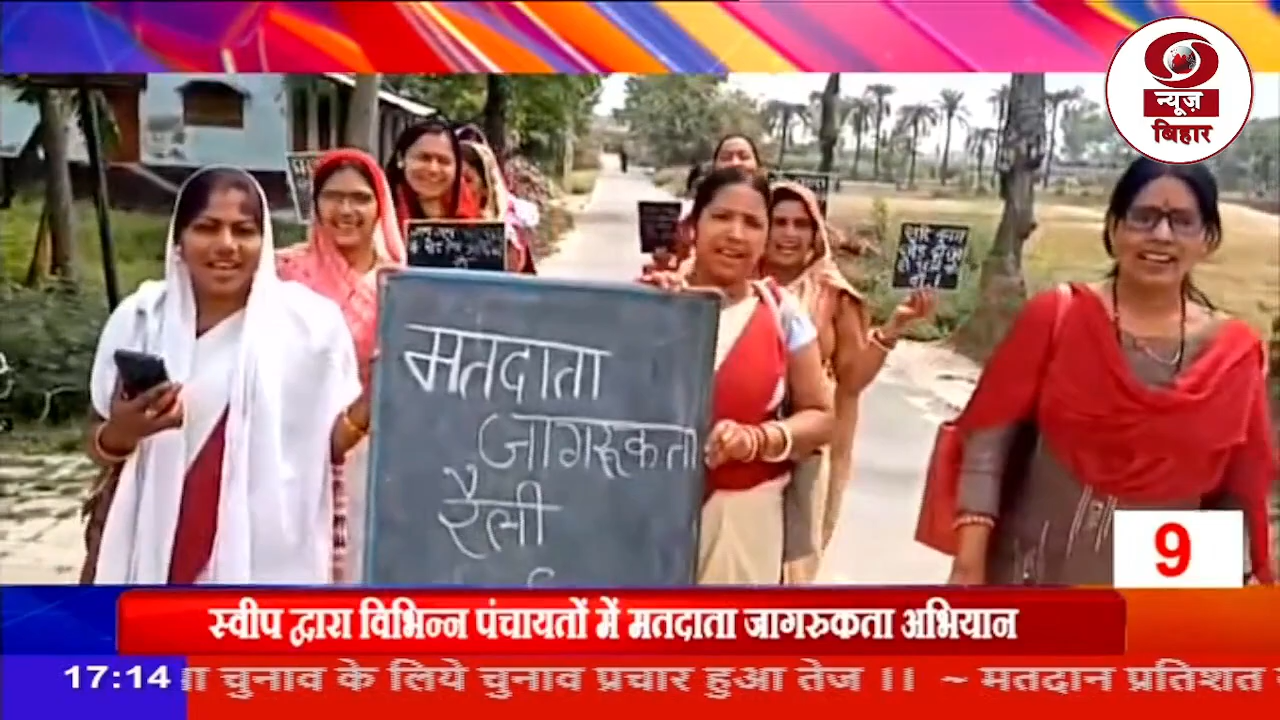 न्यूज़
बिहार
मतदाता
जागरूकता
रैली
9
स्वीप द्वारा विभिन्न पंचायतों में मतदाता जागरुकता अभियान
17:14
चुनाव के लिये चुनाव प्रचार हुआ तेज ।। ~ मतदान प्रतिशत